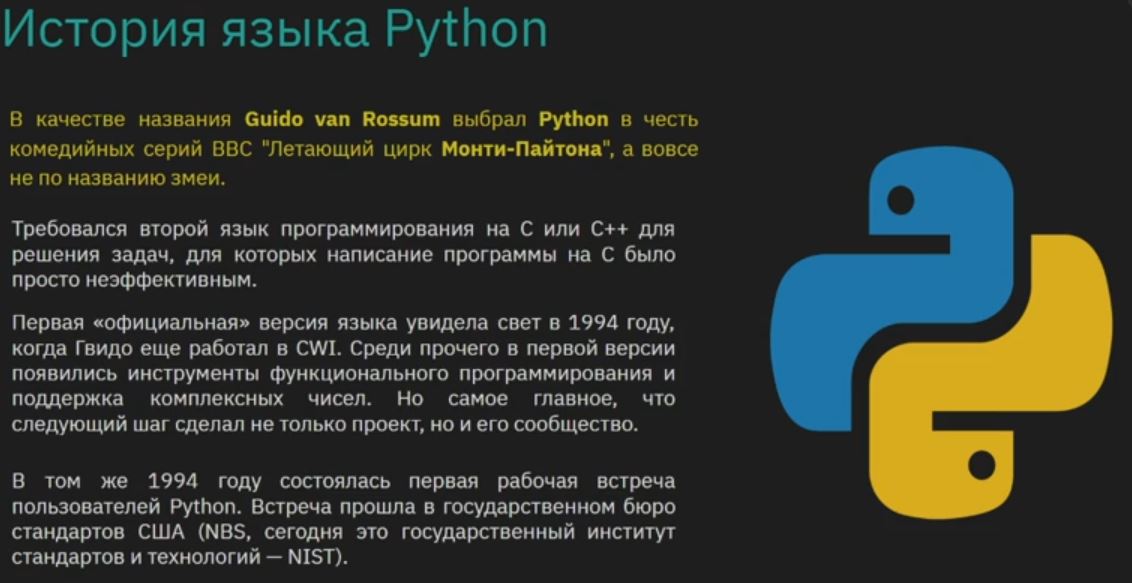 История языка Python
В качестве названия Guido van Rossum выбрал Python в честь
комедийных серий BBC "Летающий цирк Монти-Пайтона", а вовсе
не по названию змеи.
Требовался второй язык программирования на C или C++ для
решения задач, для которых написание программы на C было
просто неэффективным.
Первая «официальная» версия языка увидела свет в 1994 году,
когда Гвидо еще работал в CWI. Среди прочего в первой версии
появились инструменты функционального программирования и
поддержка комплексных чисел. Но самое главное, что
следующий шаг сделал не только проект, но и его сообщество.
В том же 1994 году состоялась первая рабочая встреча
пользователей Python. Встреча прошла в государственном бюро
стандартов США (NBS, сегодня это государственный институт
стандартов и технологий — NIST).